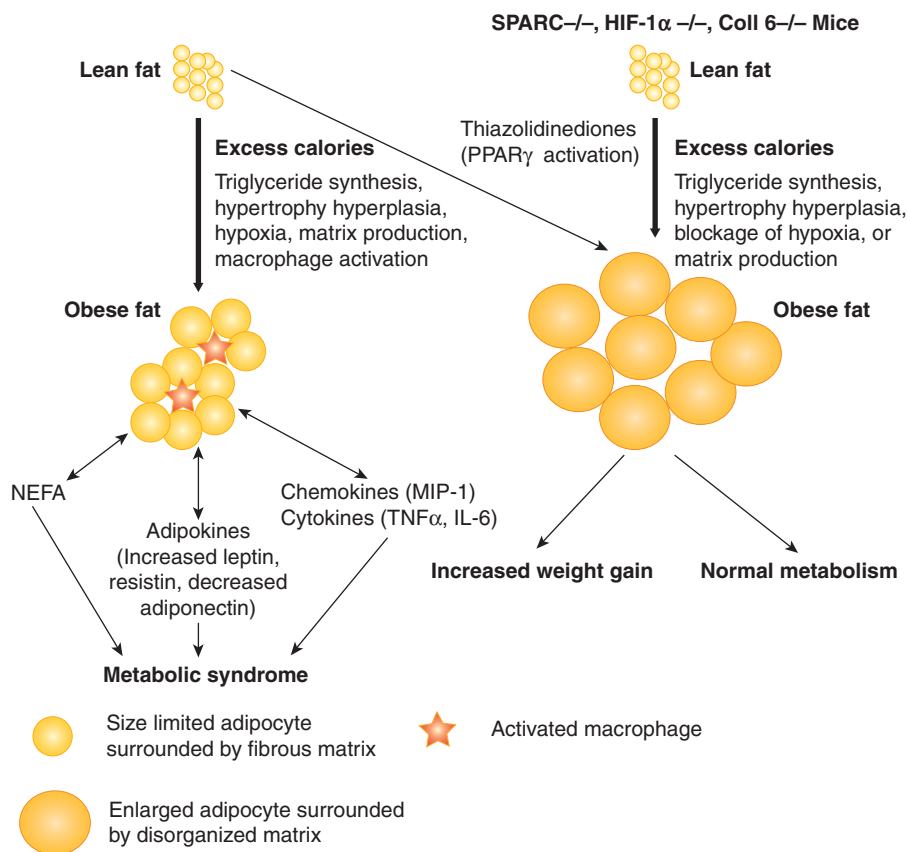 SPARC–/–, HIF-1α –/–, Coll 6–/– Mice
Lean fat
Lean fat
Thiazolidinediones
(PPARγ activation)
Excess calories
Triglyceride synthesis,
hypertrophy hyperplasia,
hypoxia, matrix production,
macrophage activation
Excess calories
Triglyceride synthesis,
hypertrophy hyperplasia,
blockage of hypoxia, or
matrix production
Obese fat
Obese fat
NEFA
Adipokines
(Increased leptin,
resistin, decreased
adiponectin)
Chemokines (MIP-1)
Cytokines (TNFα, IL-6)
Increased weight gain
Normal metabolism
Metabolic syndrome
Size limited adipocyte
surrounded by fibrous matrix
Activated macrophage
Enlarged adipocyte surrounded
by disorganized matrix